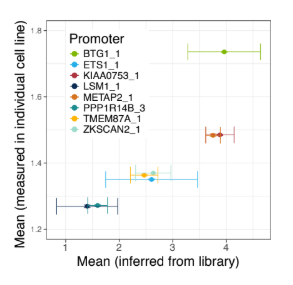 Promoter
BTG1_1
ETS1_1
KIAA0753_1
LSM1_1
METAP2_1
PPP1R14B_3
TMEM87A_1
ZKSCAN2_1
Mean (measured in individual cell line)
1.8
1.6
1.4
1.2
1 2 3 4
Mean (inferred from library)